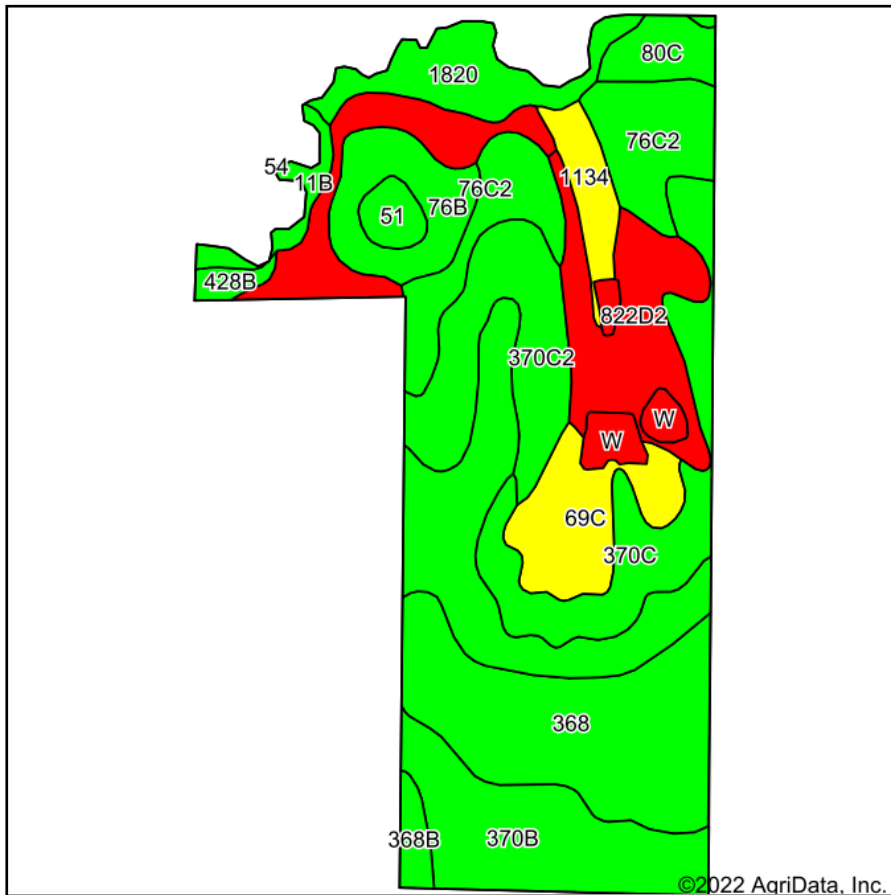 80C
1820
76C2
54
11B
1134
76C2
76B
51
428B
822D2
370C2
W
W
69C
370C
368
368B
370B
©2022 AgriData, Inc.